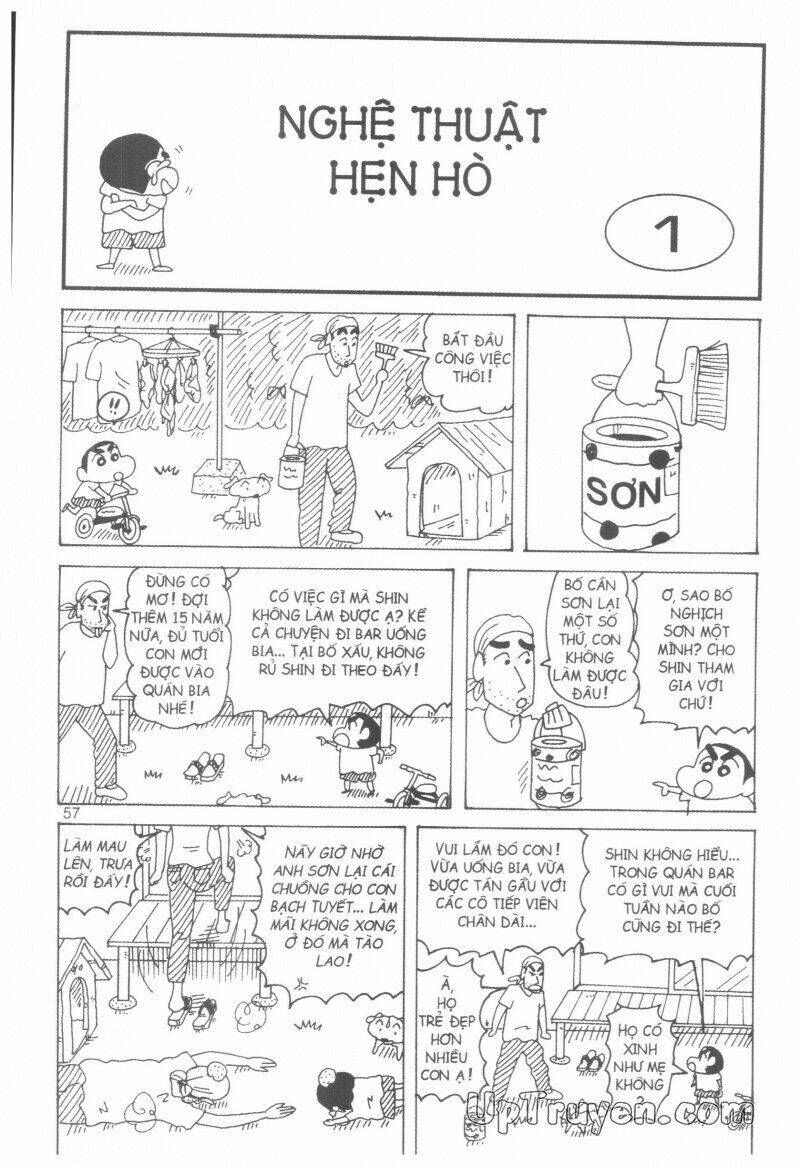 NGHỆ THUẬT
HẸN HÒ
1
SƠN
BẮT ĐẦU
CÔNG VIỆC
THÔI!
!!
Ơ, SAO BỐ
NGHỊCH
SƠN MỘT
MÌNH? CHO
SHIN THAM
GIA VỚI
CHỨ!
BỐ CẦN
SƠN LẠI
MỘT SỐ
THỨ, CON
KHÔNG
LÀM ĐƯỢC
ĐÂU!
CÓ VIỆC GÌ MÀ SHIN
KHÔNG LÀM ĐƯỢC Ạ? KỂ
CẢ CHUYỆN ĐI BAR UỐNG
BIA... TẠI BỐ XẤU, KHÔNG
RỦ SHIN ĐI THEO ĐẤY!
ĐỪNG CÓ
MƠ! ĐỢI
THÊM 15 NĂM
NỮA, ĐỦ TUỔI
CON MỚI
ĐƯỢC VÀO
QUÁN BIA
NHÉ!
57
SHIN KHÔNG HIỂU...
TRONG QUÁN BAR
CÓ GÌ VUI MÀ CUỐI
TUẦN NÀO BỐ
CŨNG ĐI THẾ?
VUI LẮM ĐÓ CON!
VỪA UỐNG BIA, VỪA
ĐƯỢC TÁN GẪU VỚI
CÁC CÔ TIẾP VIÊN
CHÂN DÀI...
HỌ CÓ
XINH
NHƯ MẸ
KHÔNG
À,
HỌ
TRẺ ĐẸP
HƠN
NHIỀU
CON Ạ!
NÃY GIỜ NHỜ
ANH SƠN LẠI CÁI
CHUỒNG CHO CON
BẠCH TUYẾT... LÀM
MÃI KHÔNG XONG,
Ở ĐÓ MÀ TÀO
LAO!
LÀM MAU
LÊN, TRƯA
RỒI ĐẤY!
UpTruyen.com